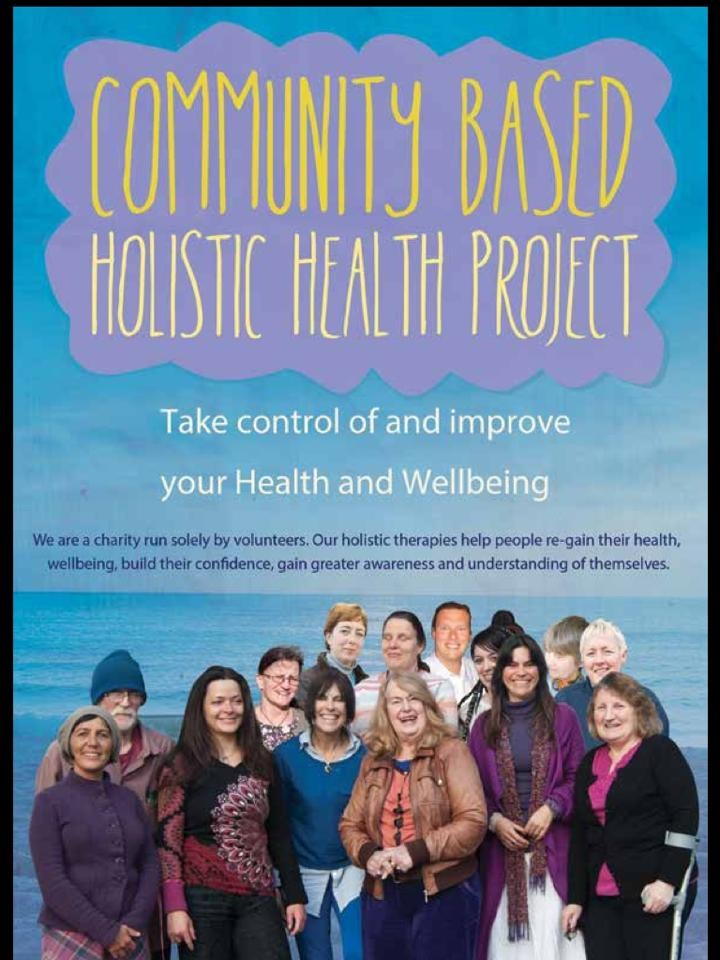 COMMUNITY BASED
HOLISTIC HEALTH PROJECT
Take control of and improve
your Health and Wellbeing
We are a charity run solely by volunteers. Our holistic therapies help people re-gain their health,
wellbeing, build their confidence, gain greater awareness and understanding of themselves.